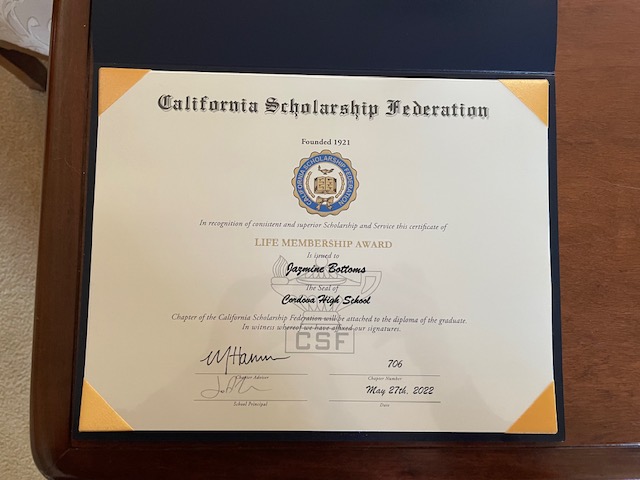 California Scholarship Federation
Founded 1921
CALIFORNIA SCHOLARSHIP FEDERATION
In recognition of consistent and superior Scholarship and Service this certificate of
LIFE MEMBERSHIP AWARD
Is issued to
Jazmine Bottoms
The Seal of
Cordova High School
Chapter of the California Scholarship Federation will be attached to the diploma of the graduate.
In witness whereof we have affixed our signatures.
CSF
706
Chapter Advisor
Chapter Number
May 27th, 2022
School Principal
Date